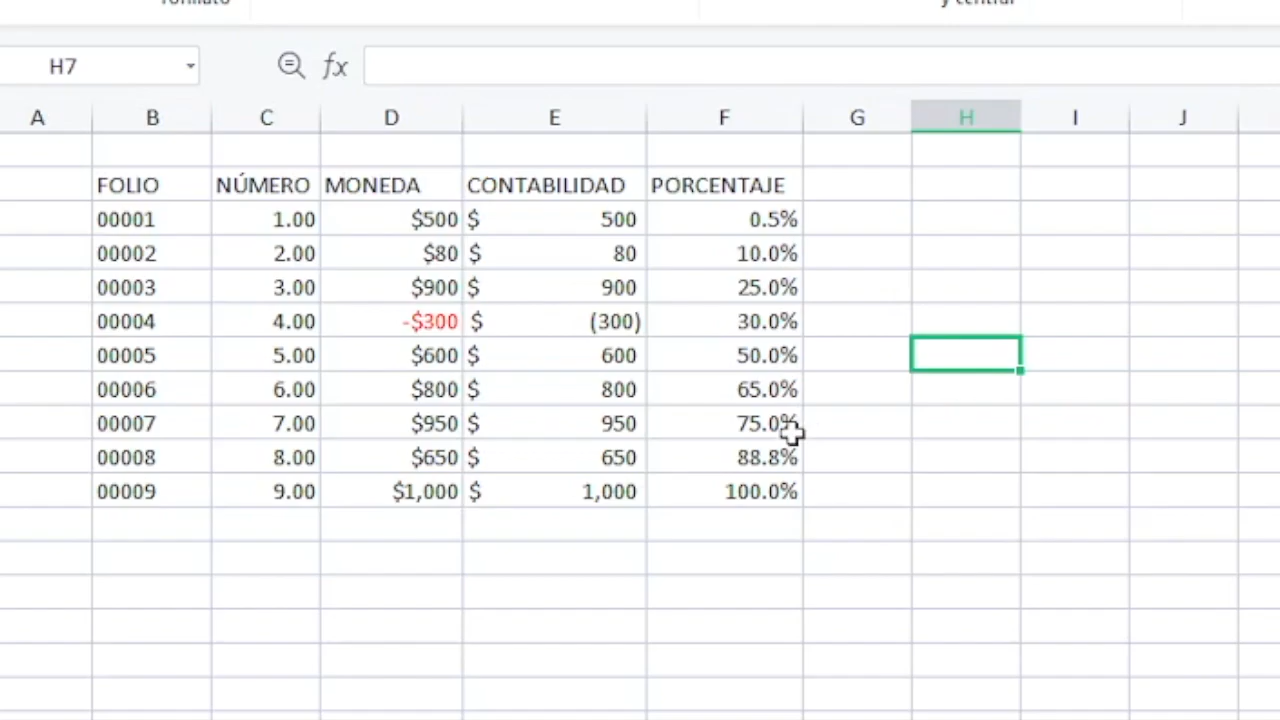 formato
y central
H7
fx
A B C D E F G H I J
FOLIO NÚMERO MONEDA CONTABILIDAD PORCENTAJE
00001 1.00 $500 $ 500 0.5%
00002 2.00 $80 $ 80 10.0%
00003 3.00 $900 $ 900 25.0%
00004 4.00 -$300 $ (300) 30.0%
00005 5.00 $600 $ 600 50.0%
00006 6.00 $800 $ 800 65.0%
00007 7.00 $950 $ 950 75.0%
00008 8.00 $650 $ 650 88.8%
00009 9.00 $1,000 $ 1,000 100.0%